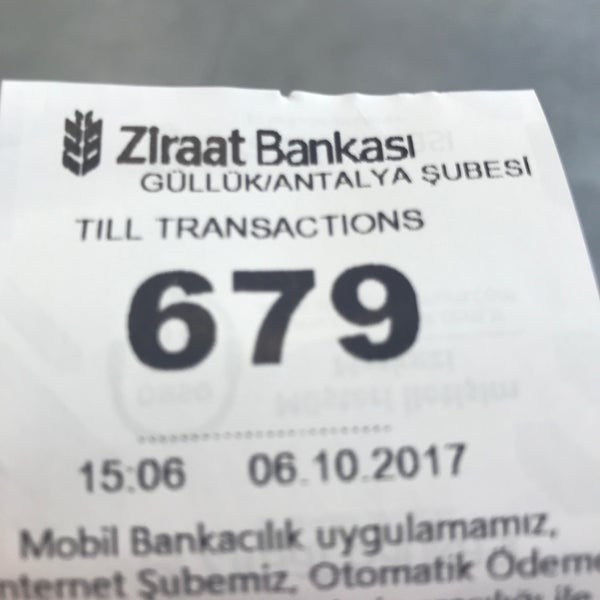 Ziraat Bankası
GÜLLÜK/ANTALYA ŞUBESİ
TILL TRANSACTIONS
679
15:06 06.10.2017
Mobil Bankacılık uygulamamız,
nternet Şubemiz, Otomatik Ödeme
ile